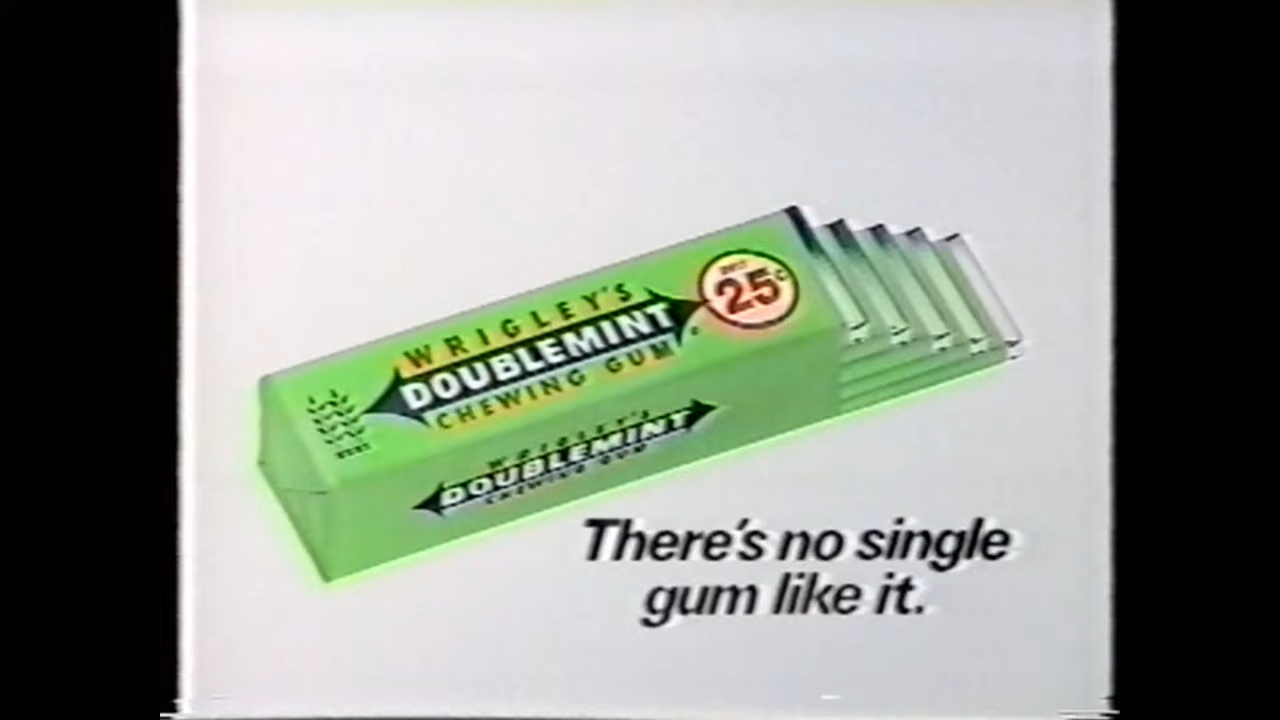 WRIGLEY'S
DOUBLEMINT
CHEWING GUM
25¢
WRIGLEY'S
DOUBLEMINT
CHEWING GUM
There's no single
gum like it.